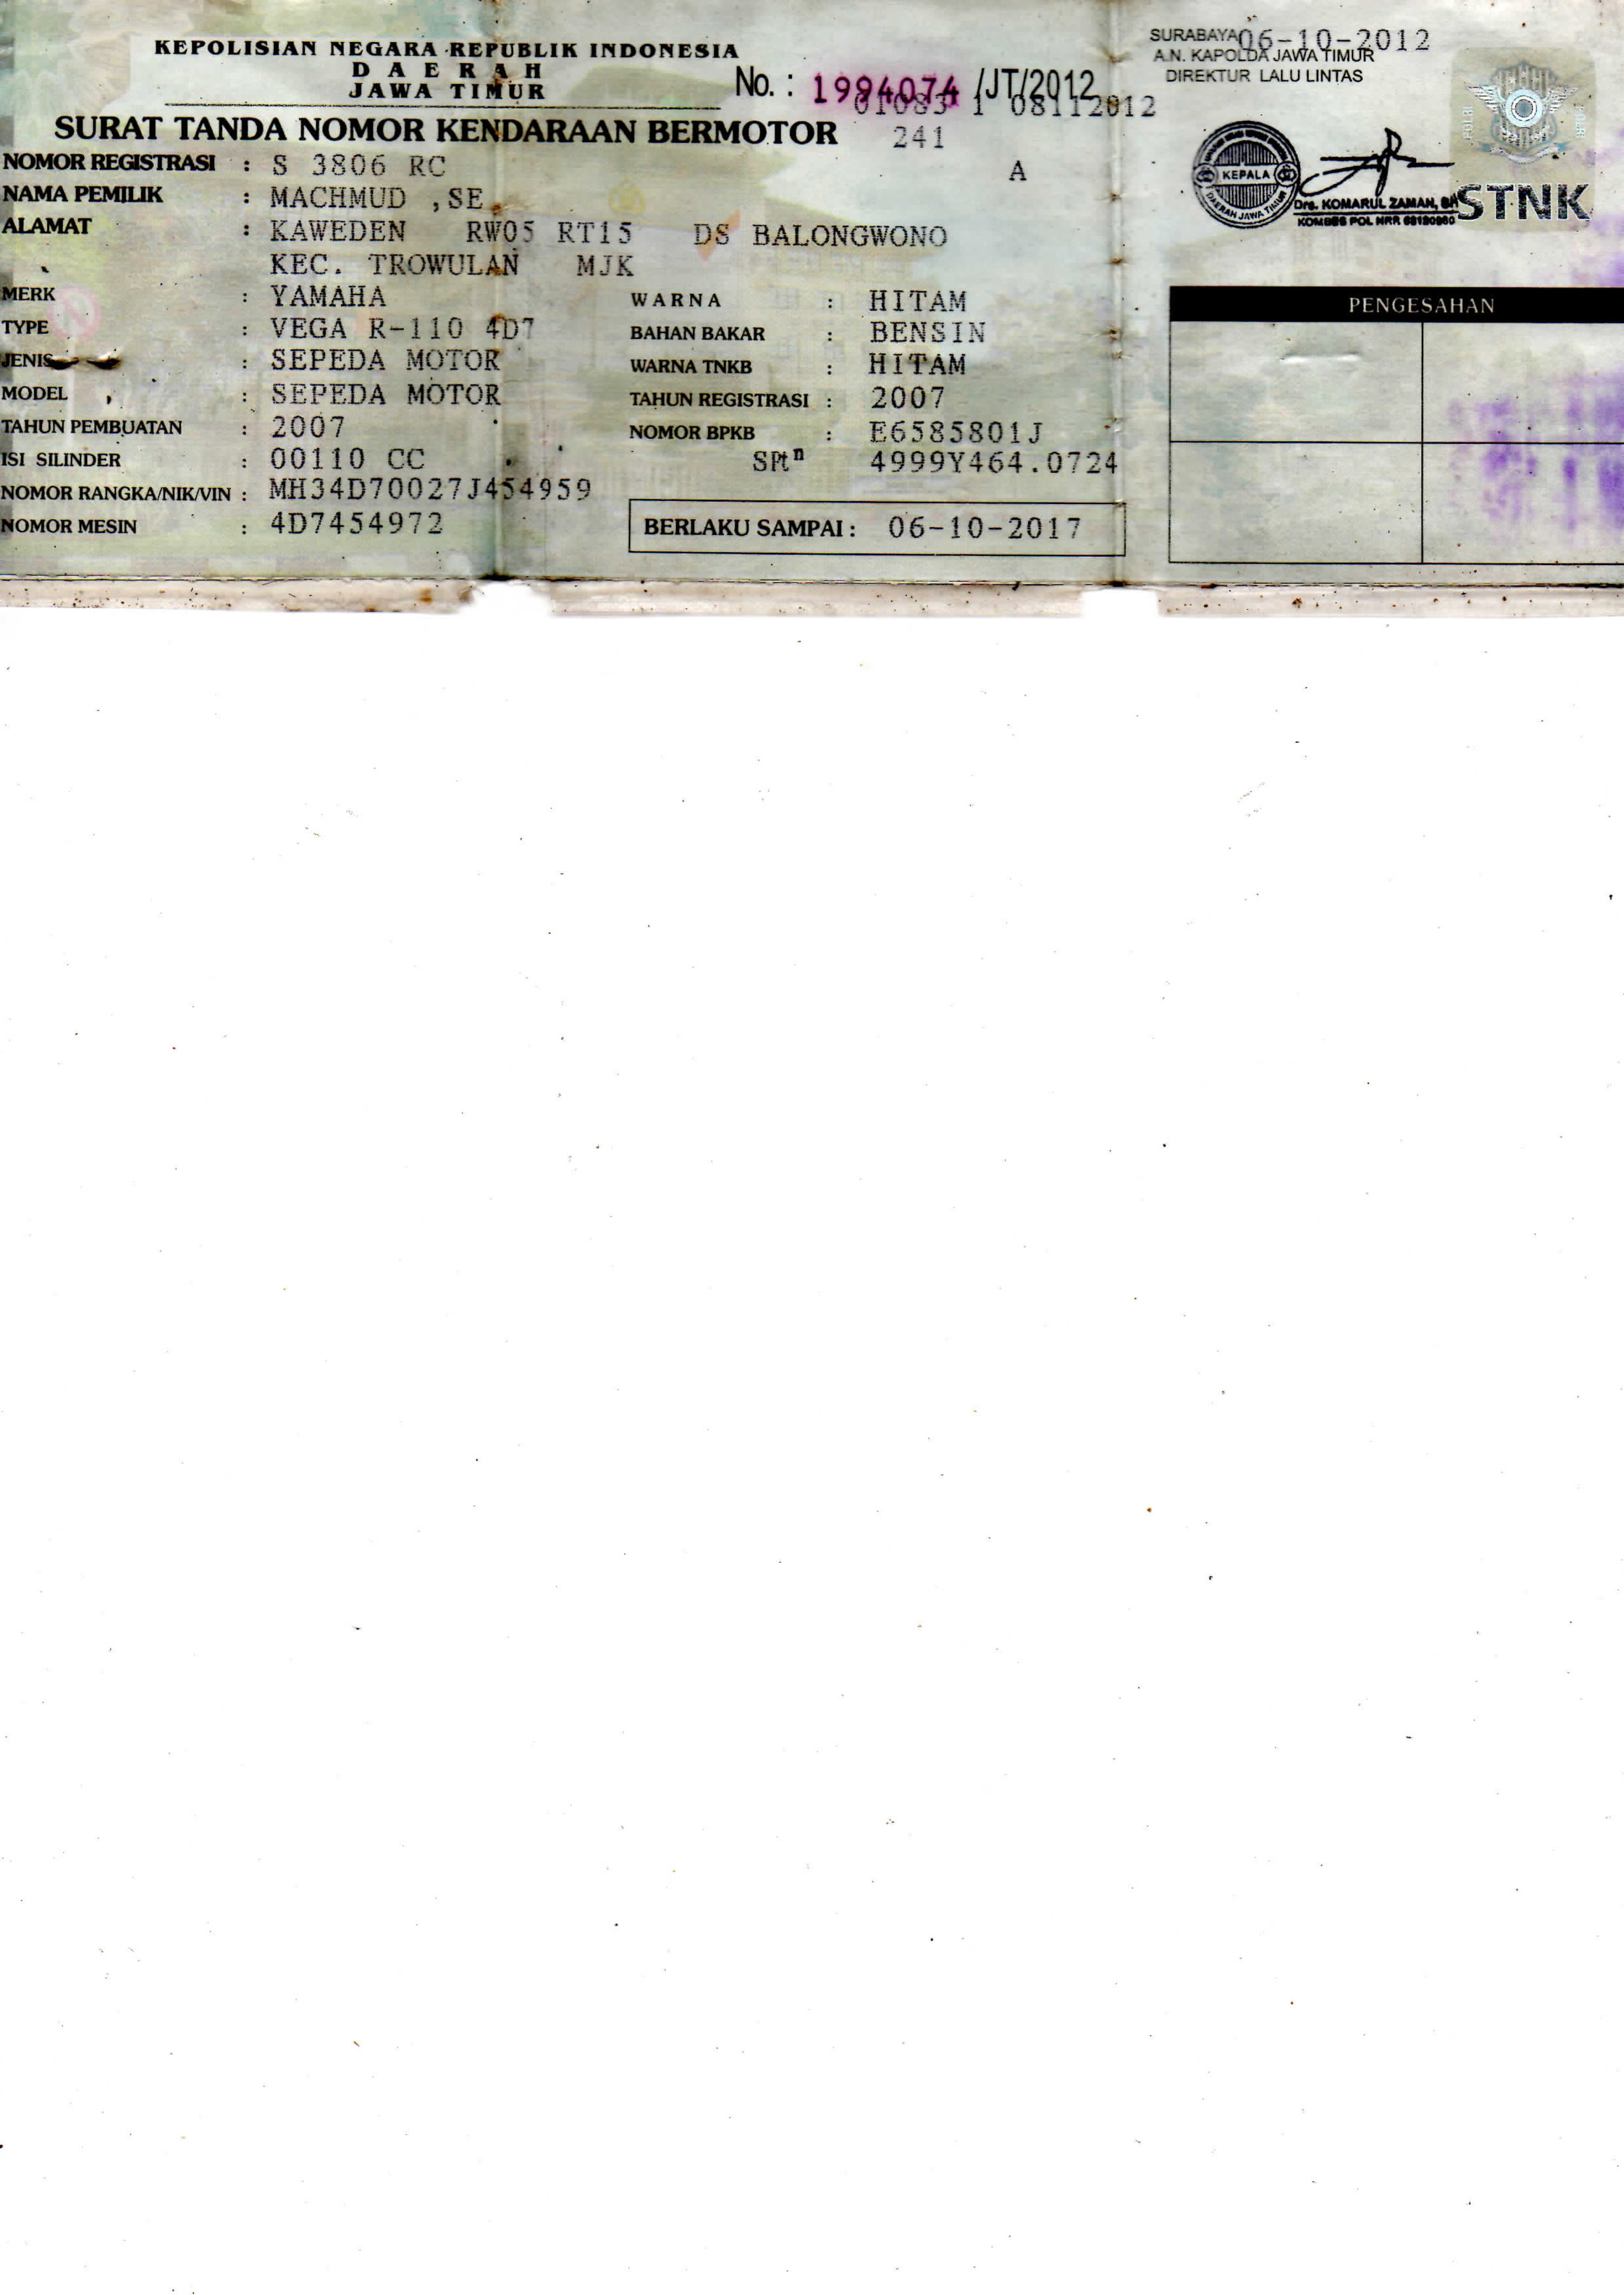 KEPOLISIAN NEGARA REPUBLIK INDONESIA
DAERAH
JAWA TIMUR
No. : 1994074 /JT/2012
01083 1 08112012
SURAT TANDA NOMOR KENDARAAN BERMOTOR 241
NOMOR REGISTRASI : S 3806 RC A
NAMA PEMILIK : MACHMUD ,SE
ALAMAT : KAWEDEN RW05 RT15 DS BALONGWONO
KEC. TROWULAN MJK
MERK : YAMAHA
TYPE : VEGA R-110 4D7
JENIS : SEPEDA MOTOR
MODEL : SEPEDA MOTOR
TAHUN PEMBUATAN : 2007
ISI SILINDER : 00110 CC
NOMOR RANGKA/NIK/VIN : MH34D70027J454959
NOMOR MESIN : 4D7454972
WARNA : HITAM
BAHAN BAKAR : BENSIN
WARNA TNKB : HITAM
TAHUN REGISTRASI : 2007
NOMOR BPKB : E6585801J
4999Y464.0724
BERLAKU SAMPAI : 06-10-2017
SURABAYA 06-10-2012
A.N. KAPOLDA JAWA TIMUR
DIREKTUR LALU LINTAS
KEPALA
DAERAH JAWA TIMUR
Drs. KOMARUL ZAMAN,
KOMBES POL NRP
POLRI
STNK
PENGESAHAN